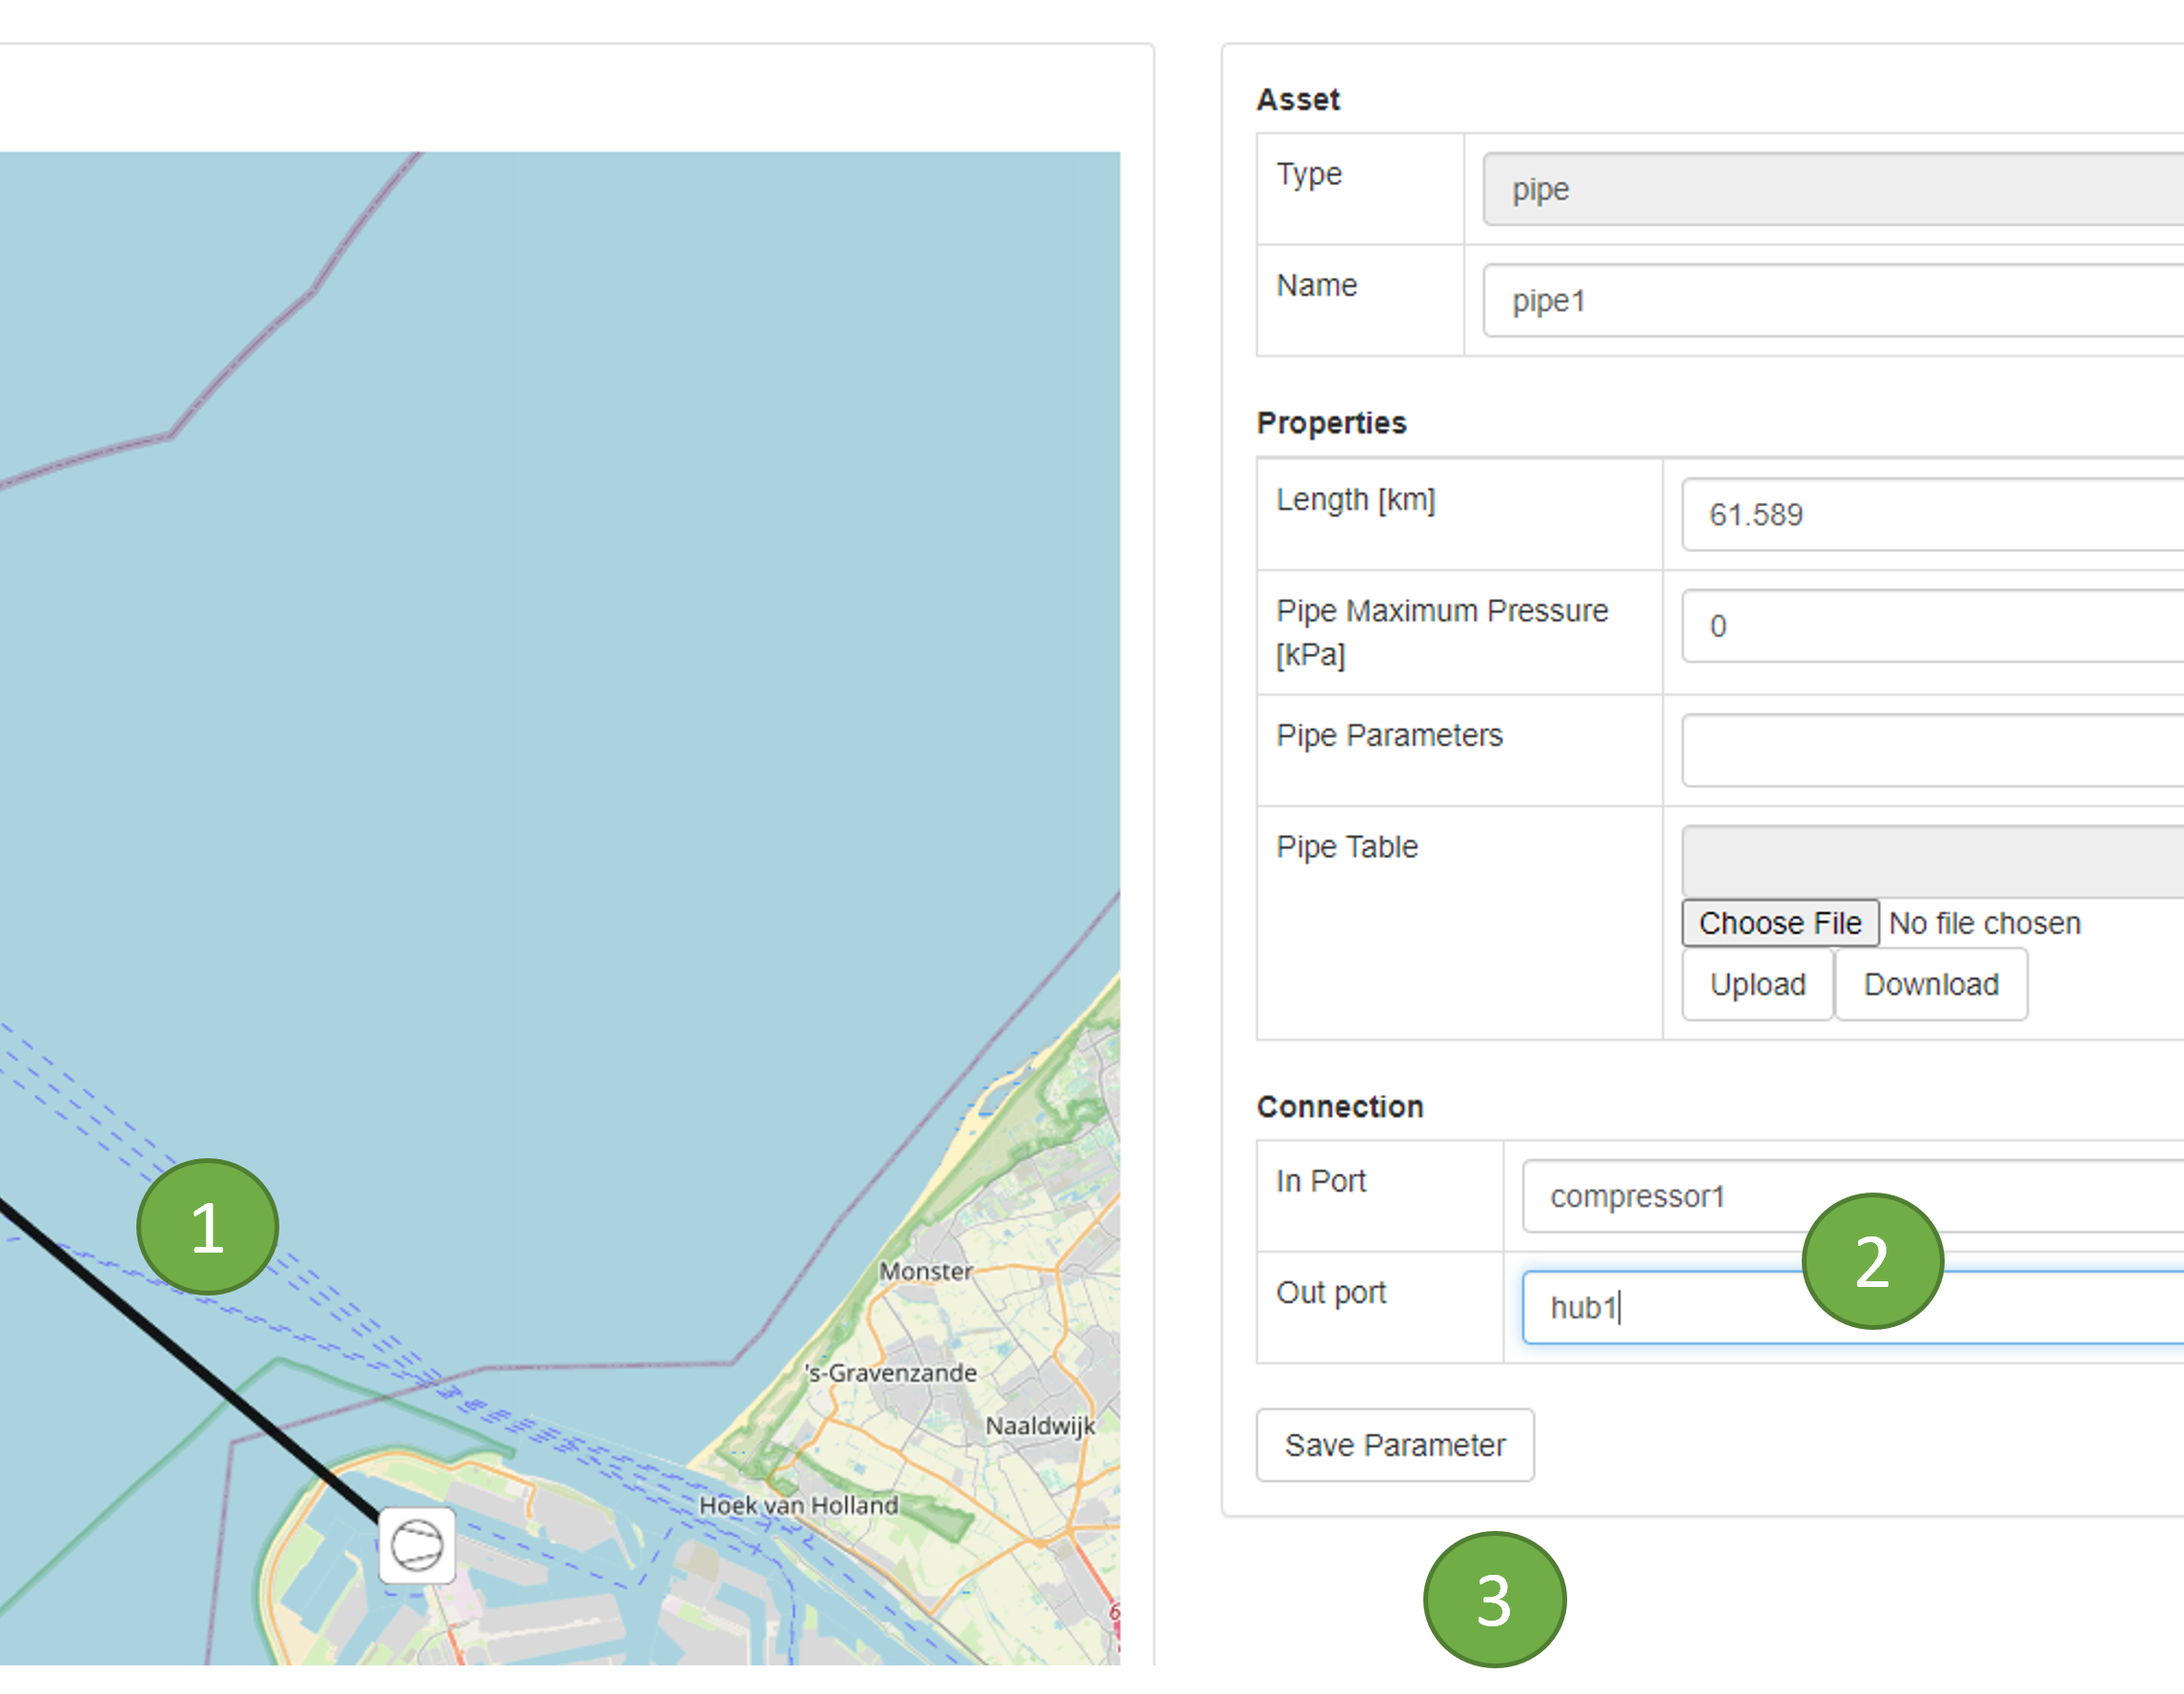 Asset
Type
pipe
Name
pipe1
Properties
Length [km]
61.589
Pipe Maximum Pressure
[kPa]
0
Pipe Parameters
Pipe Table
Choose File No file chosen
Upload Download
Connection
In Port
compressor1
Out port
hub1
Save Parameter
1
2
3
Monster
's-Gravenzande
Naaldwijk
Hoek van Holland